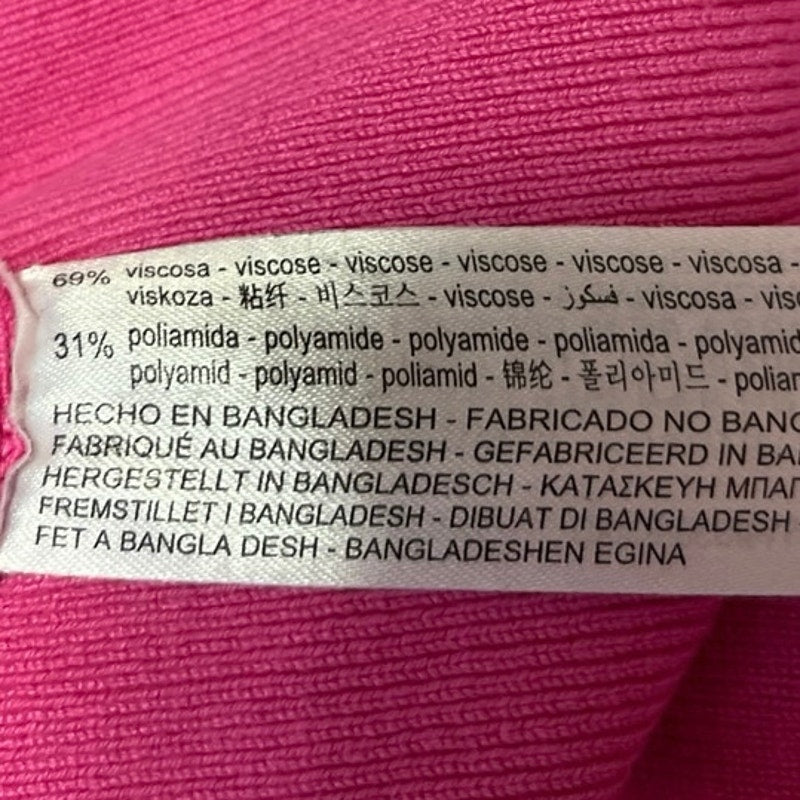 69% viscosa - viscose - viscose - viscose - viscose - viscosa -
viskoza - 粘纤 - 비스코스 - viscose - فسكوز - viscosa - visc
31% poliamida - polyamide - polyamide - poliamida - polyamid
polyamid - polyamid - poliamid - 锦纶 - 폴리아미드 - poliam
HECHO EN BANGLADESH - FABRICADO NO BANG
FABRIQUÉ AU BANGLADESH - GEFABRICEERD IN BA
HERGESTELLT IN BANGLADESCH - ΚΑΤΑΣΚΕΥΗ ΜΠΑΓ
FREMSTILLET I BANGLADESH - DIBUAT DI BANGLADESH
FET A BANGLA DESH - BANGLADESHEN EGINA